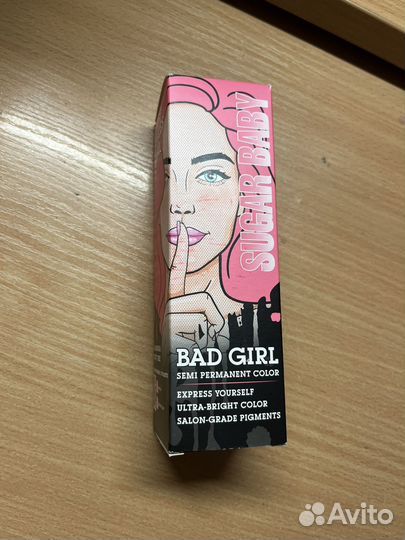 SUGAR BABY
BAD GIRL
SEMI PERMANENT COLOR
EXPRESS YOURSELF
ULTRA-BRIGHT COLOR
SALON-GRADE PIGMENTS
Avito